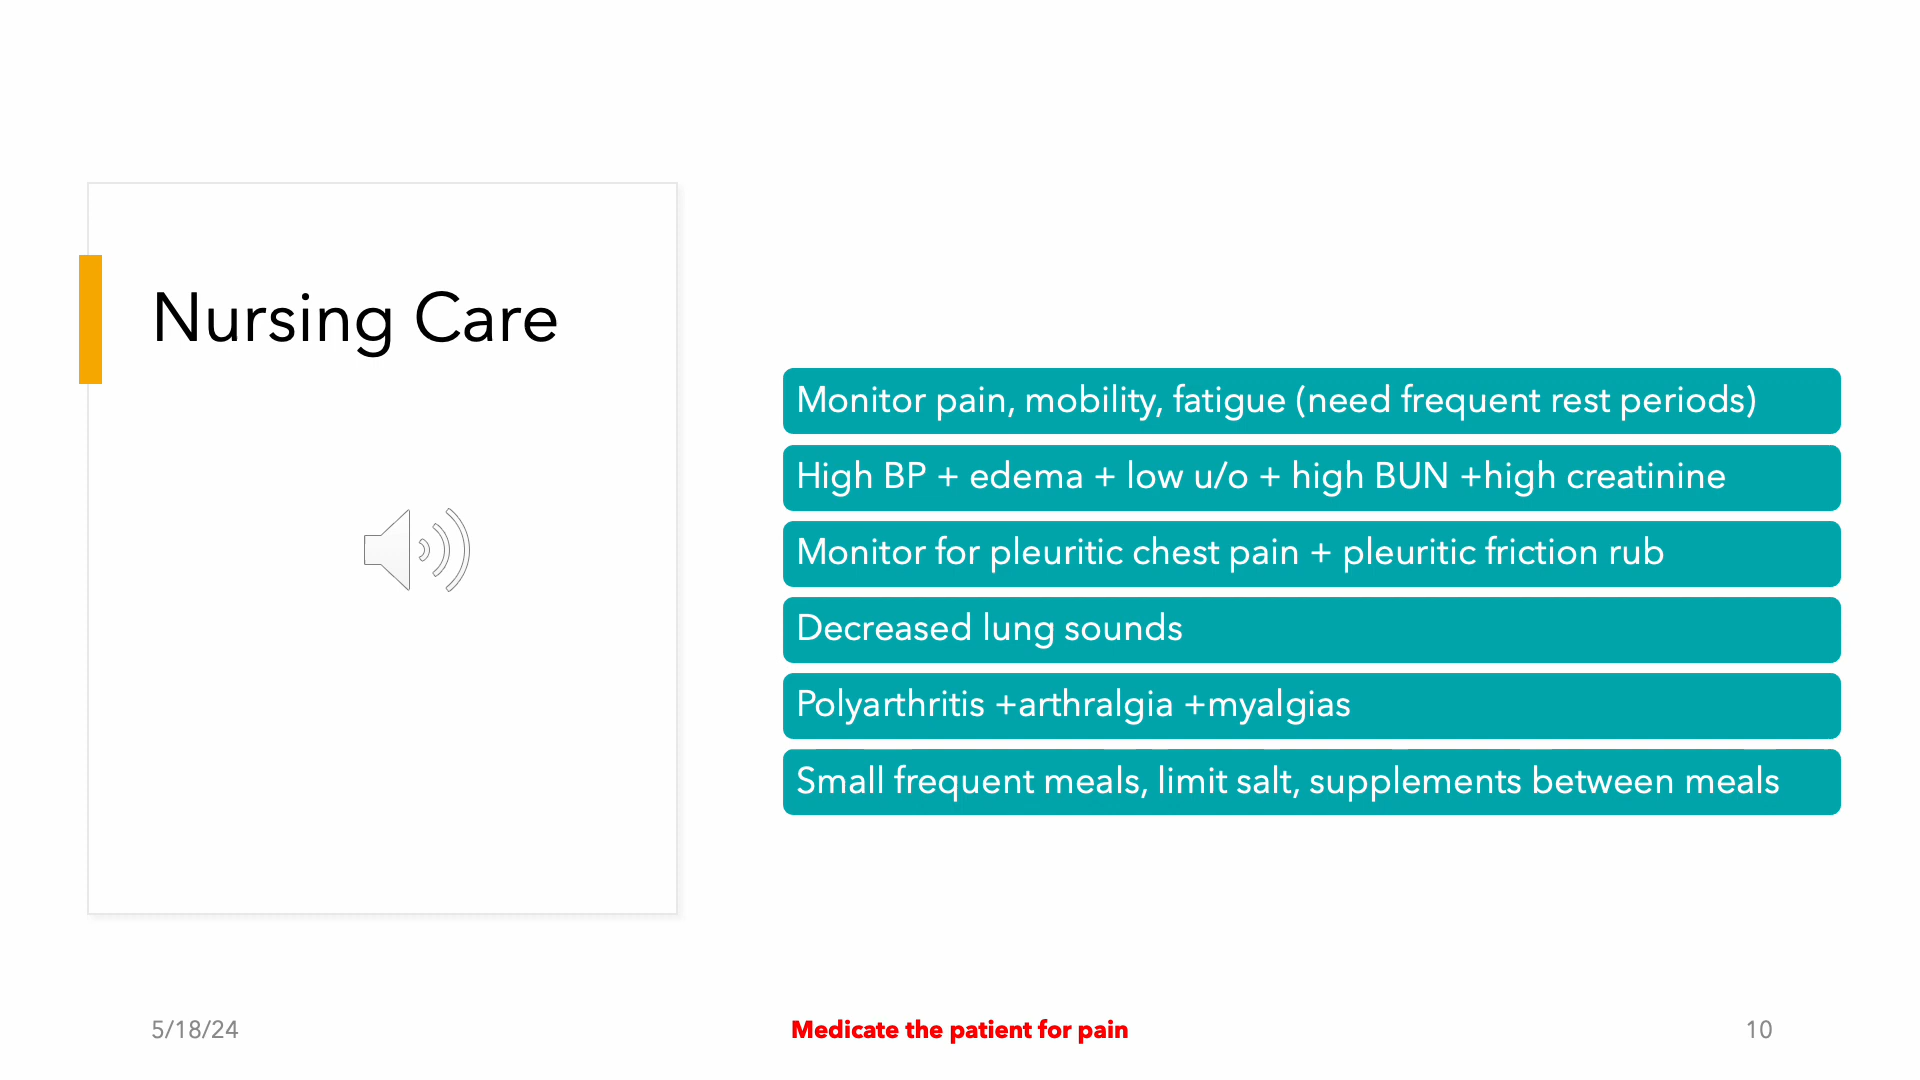 Nursing Care
Monitor pain, mobility, fatigue (need frequent rest periods)
High BP + edema + low u/o + high BUN +high creatinine
Monitor for pleuritic chest pain + pleuritic friction rub
Decreased lung sounds
Polyarthritis +arthralgia +myalgias
Small frequent meals, limit salt, supplements between meals
5/18/24
Medicate the patient for pain
10